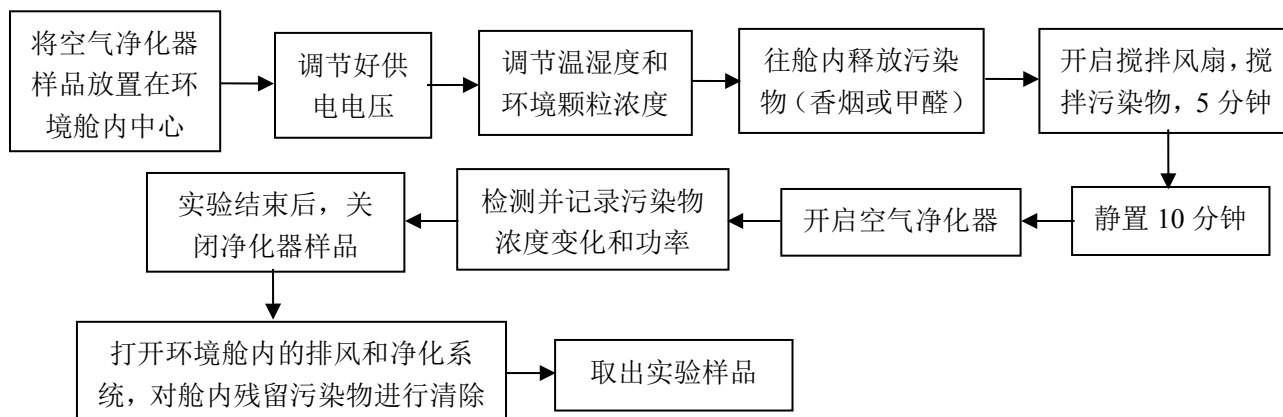 将空气净化器
样品放置在环
境舱内中心
调节好供
电电压
调节温湿度和
环境颗粒浓度
往舱内释放污染
物（香烟或甲醛）
开启搅拌风扇，搅
拌污染物，5 分钟
静置 10 分钟
开启空气净化器
检测并记录污染物
浓度变化和功率
实验结束后，关
闭净化器样品
打开环境舱内的排风和净化系
统，对舱内残留污染物进行清除
取出实验样品